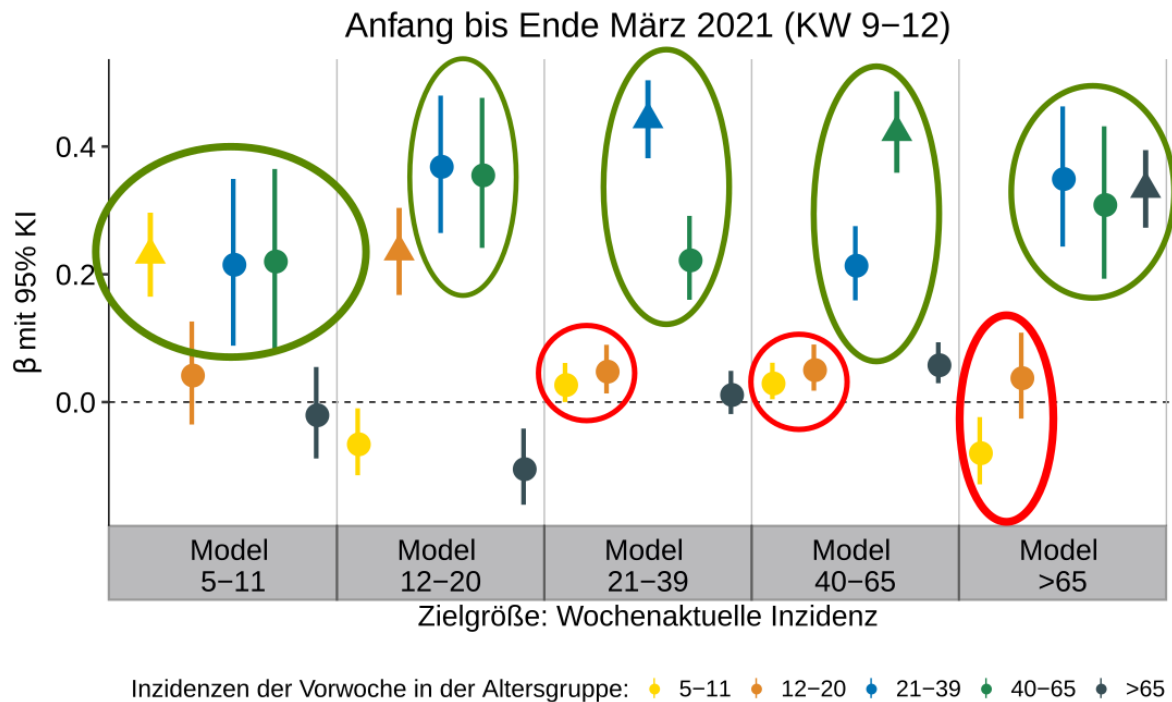 Anfang bis Ende März 2021 (KW 9−12)
β mit 95% KI
0.4
0.2
0.0
Model
5−11
Model
12−20
Model
21−39
Model
40−65
Model
>65
Zielgröße: Wochenaktuelle Inzidenz
Inzidenzen der Vorwoche in der Altersgruppe: 5−11 12−20 21−39 40−65 >65